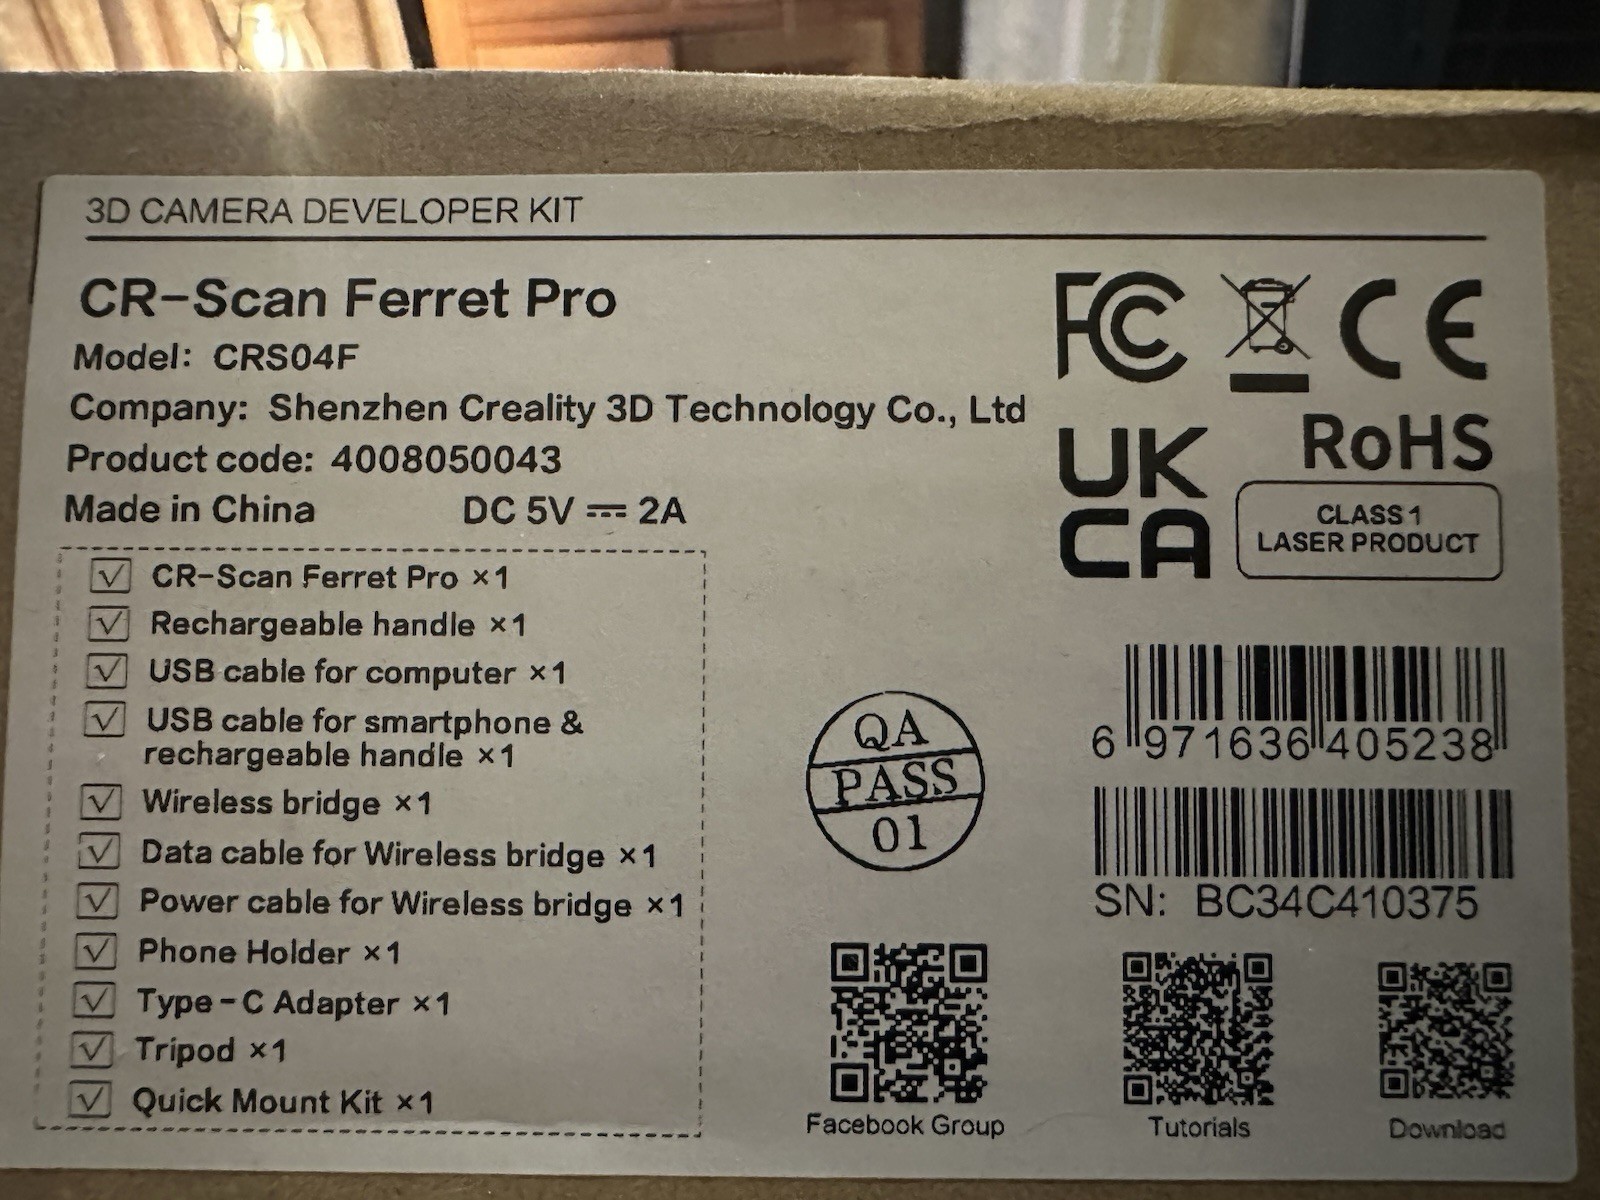 3D CAMERA DEVELOPER KIT
CR-Scan Ferret Pro
Model: CRS04F
Company: Shenzhen Creality 3D Technology Co., Ltd
Product code: 4008050043
Made in China DC 5V ⎓ 2A
☑ CR-Scan Ferret Pro ×1
☑ Rechargeable handle ×1
☑ USB cable for computer ×1
☑ USB cable for smartphone &
rechargeable handle ×1
☑ Wireless bridge ×1
☑ Data cable for Wireless bridge ×1
☑ Power cable for Wireless bridge ×1
☑ Phone Holder ×1
☑ Type-C Adapter ×1
☑ Tripod ×1
☑ Quick Mount Kit ×1
FC CE
UK
CA
RoHS
CLASS 1
LASER PRODUCT
QA
PASS
01
6 971636 405238
SN: BC34C410375
Facebook Group
Tutorials
Download